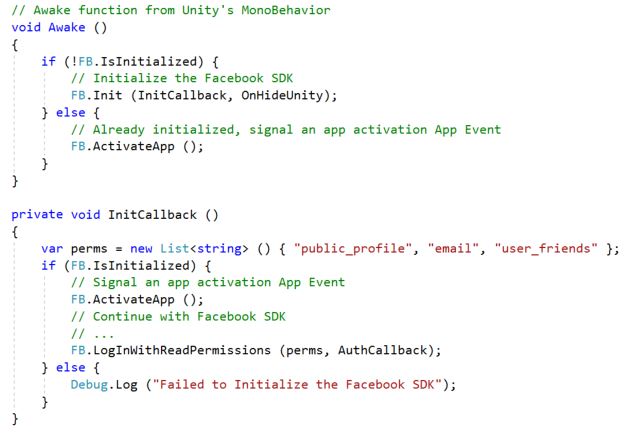 // Awake function from Unity's MonoBehavior
void Awake ()
{
    if (!FB.IsInitialized) {
        // Initialize the Facebook SDK
        FB.Init (InitCallback, OnHideUnity);
    } else {
        // Already initialized, signal an app activation App Event
        FB.ActivateApp ();
    }
}

private void InitCallback ()
{
    var perms = new List<string> () { "public_profile", "email", "user_friends" };
    if (FB.IsInitialized) {
        // Signal an app activation App Event
        FB.ActivateApp ();
        // Continue with Facebook SDK
        // ...
        FB.LogInWithReadPermissions (perms, AuthCallback);
    } else {
        Debug.Log ("Failed to Initialize the Facebook SDK");
    }
}